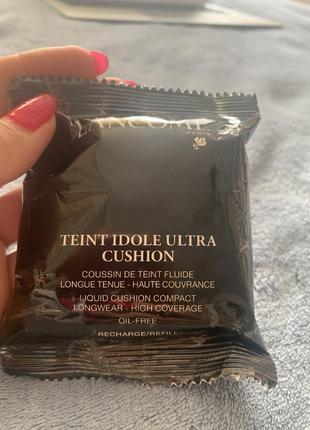 PARIS
TEINT IDOLE ULTRA
CUSHION
COUSSIN DE TEINT FLUIDE
LONGUE TENUE - HAUTE COUVRANCE
LIQUID CUSHION COMPACT
LONGWEAR - HIGH COVERAGE
OIL-FREE
RECHARGE/REFILL